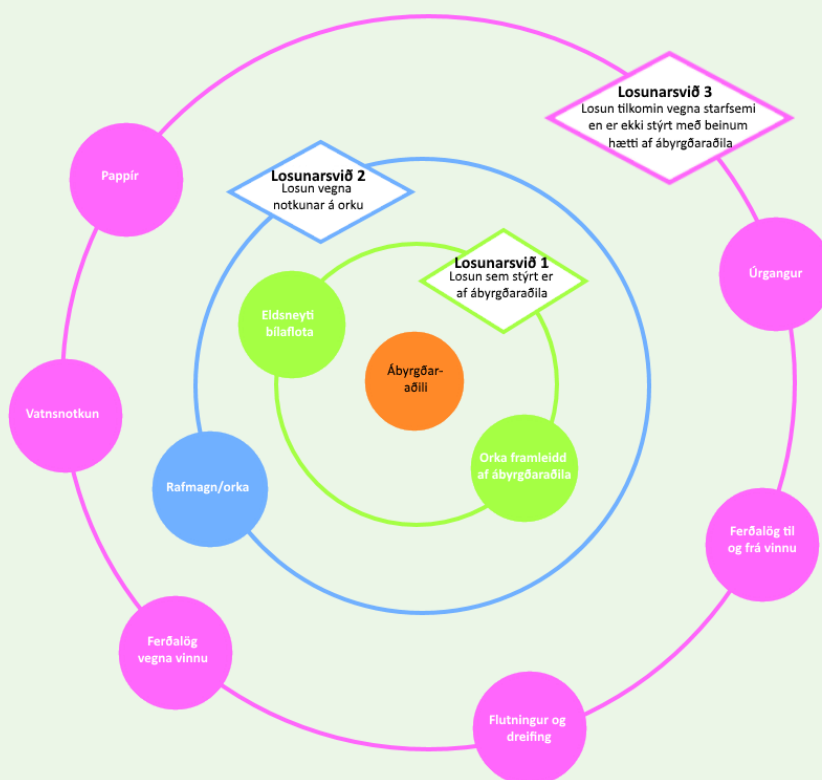 Losunarsvið 3
Losun tilkomin vegna starfsemi
en er ekki stýrt með beinum
hætti af ábyrgðaraðila
Pappír
Losunarsvið 2
Losun vegna
notkunar á orku
Losunarsvið 1
Losun sem stýrt er
af ábyrgðaraðila
Úrgangur
Eldsneyti
bílaflota
Ábyrgðar-
aðili
Vatnsnotkun
Orka framleidd
af ábyrgðaraðila
Rafmagn/orka
Ferðalög til
og frá vinnu
Ferðalög
vegna vinnu
Flutningur og
dreifing